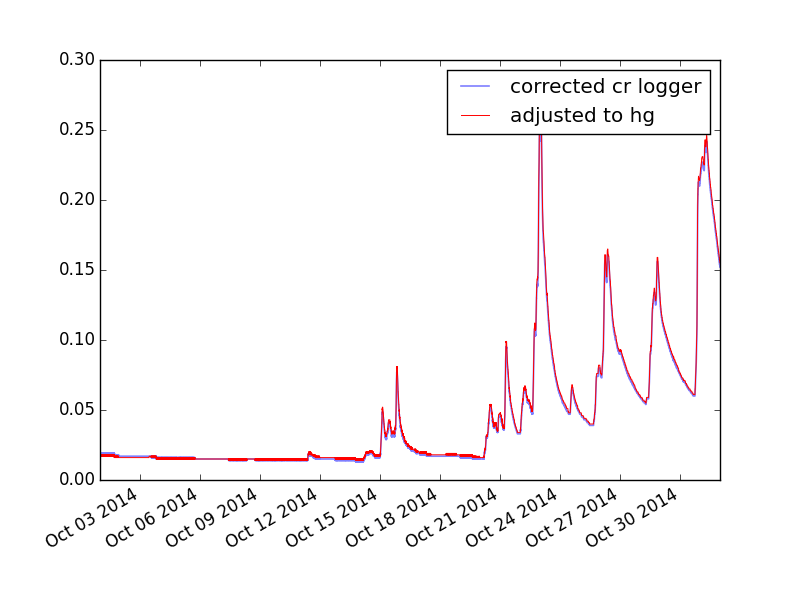 0.30
0.25
0.20
0.15
0.10
0.05
0.00
corrected cr logger
adjusted to hg
Oct 03 2014
Oct 06 2014
Oct 09 2014
Oct 12 2014
Oct 15 2014
Oct 18 2014
Oct 21 2014
Oct 24 2014
Oct 27 2014
Oct 30 2014